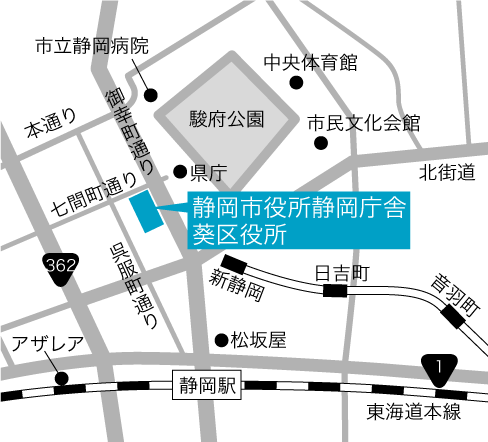 市立静岡病院
中央体育館
御幸町通り
本通り
駿府公園
市民文化会館
県庁
北街道
七間町通り
静岡市役所静岡庁舎
葵区役所
呉服町通り
362
新静岡
日吉町
音羽町
アザレア
松坂屋
1
静岡駅
東海道本線